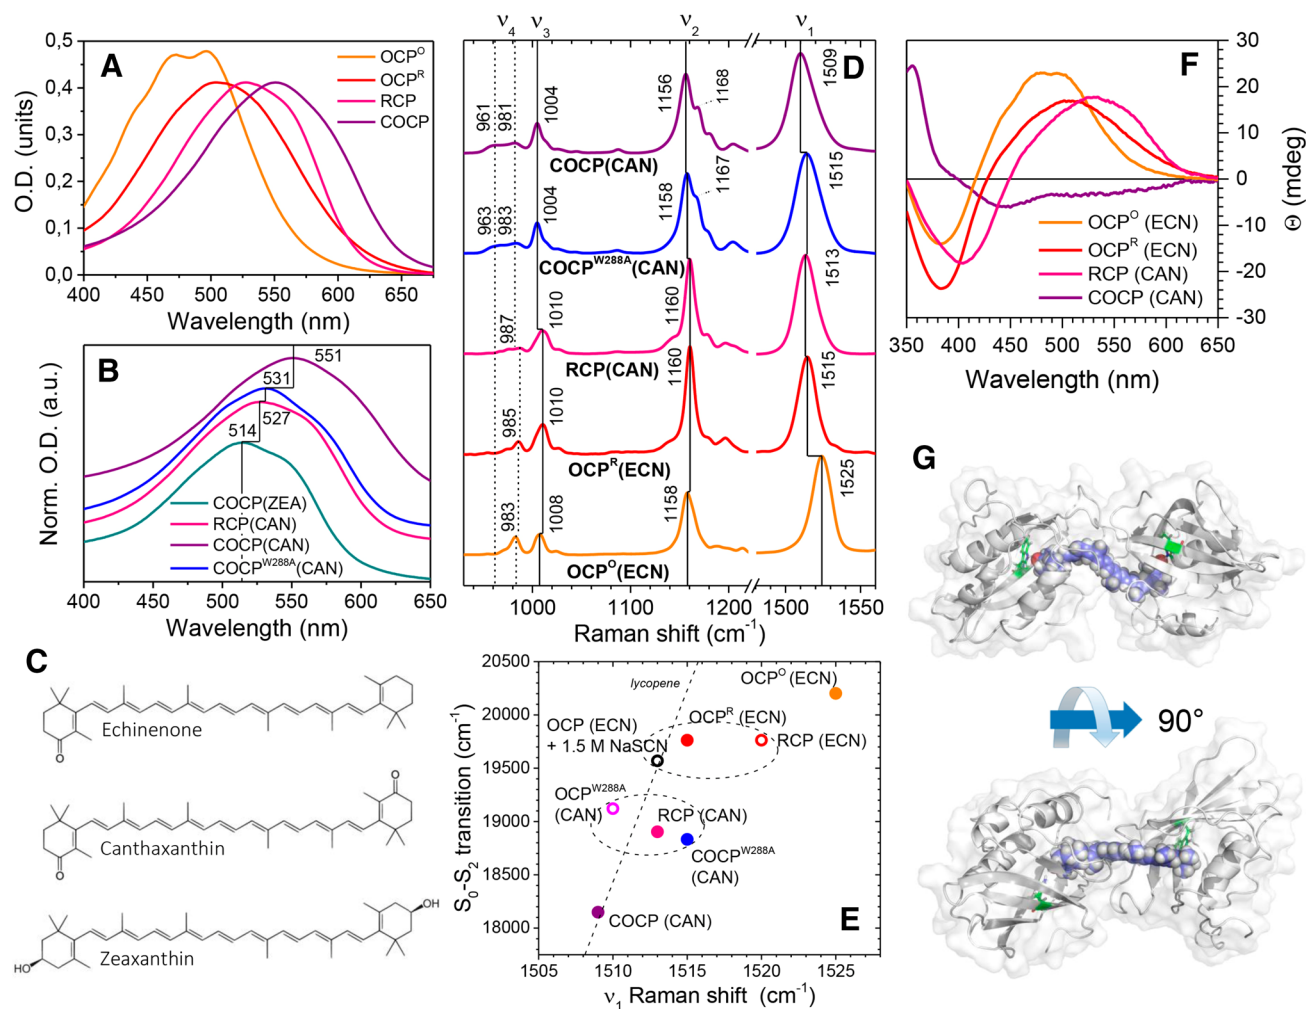 A
O.D. (units)
0,5
0,4
0,3
0,2
0,1
0,0
OCP^O
OCP^R
RCP
COCP
400 450 500 550 600 650
Wavelength (nm)
B
Norm. O.D. (a.u.)
551
531
527
514
COCP(ZEA)
RCP(CAN)
COCP(CAN)
COCP^W288A(CAN)
400 450 500 550 600 650
Wavelength (nm)
C
Echinenone
O
O
Canthaxanthin
O
OH
Zeaxanthin
HO
D
ν4 ν3 ν2 ν1
961 981 1004 1156 1168 1509
COCP(CAN)
963 983 1004 1158 1167 1515
COCP^W288A(CAN)
987 1010 1160 1513
RCP(CAN)
985 1010 1160 1515
OCP^R(ECN)
983 1008 1158 1525
OCP^O(ECN)
1000 1100 1200 1500 1550
Raman shift (cm^-1)
E
S0-S2 transition (cm^-1)
20500
20000
19500
19000
18500
18000
lycopene
OCP^O (ECN)
OCP (ECN)
+ 1.5 M NaSCN
OCP^R (ECN)
RCP (ECN)
OCP^W288A
(CAN)
RCP (CAN)
COCP^W288A
(CAN)
COCP (CAN)
1505 1510 1515 1520 1525
ν1 Raman shift (cm^-1)
F
30
20
10
0
-10
-20
-30
Θ (mdeg)
OCP^O (ECN)
OCP^R (ECN)
RCP (CAN)
COCP (CAN)
350 400 450 500 550 600 650
Wavelength (nm)
G
90°